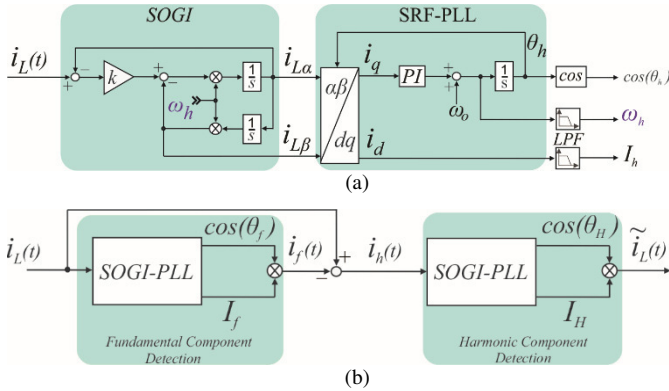 SOGI
SRF-PLL
i_L(t)
+
−
k
+
−
1/s
1/s
ω_h
i_Lα
i_Lβ
αβ
dq
i_q
i_d
PI
+
+
ω_o
1/s
θ_h
cos
cos(θ_h)
ω_h
LPF
I_h
(a)
i_L(t)
SOGI-PLL
cos(θ_f)
I_f
i_f(t)
+
−
i_h(t)
SOGI-PLL
cos(θ_H)
I_H
ĩ_L(t)
Fundamental Component
Detection
Harmonic Component
Detection
(b)